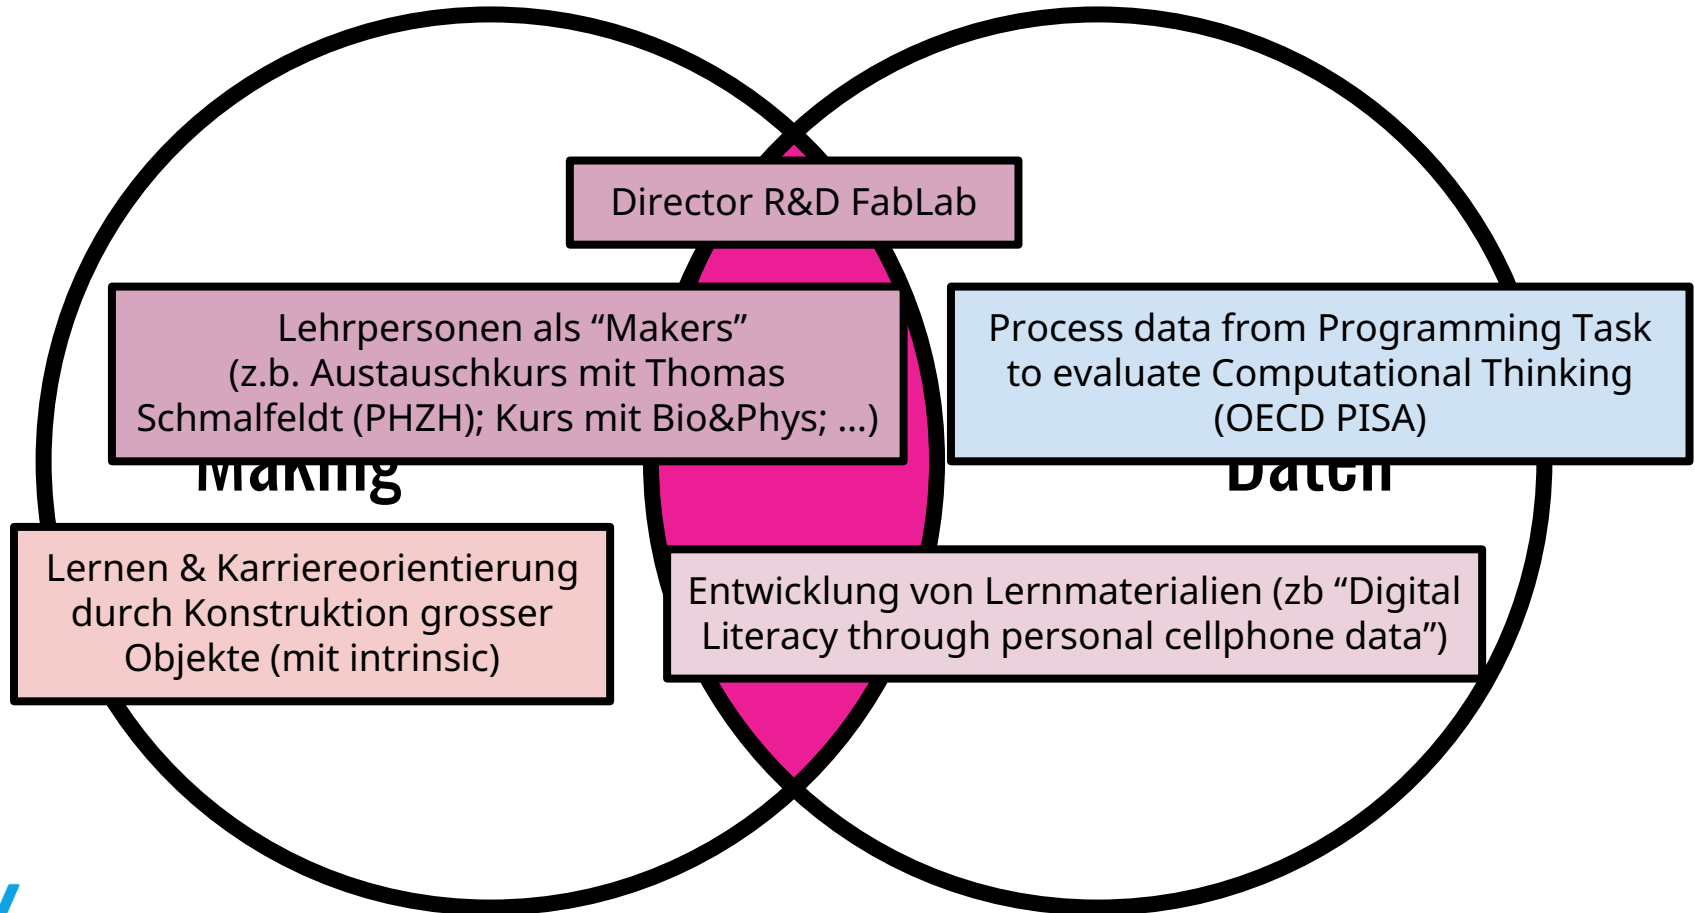 Director R&D FabLab
Lehrpersonen als “Makers”
(z.b. Austauschkurs mit Thomas
Schmalfeldt (PHZH); Kurs mit Bio&Phys; ...)
Process data from Programming Task
to evaluate Computational Thinking
(OECD PISA)
Making
Daten
Lernen & Karriereorientierung
durch Konstruktion grosser
Objekte (mit intrinsic)
Entwicklung von Lernmaterialien (zb “Digital
Literacy through personal cellphone data”)